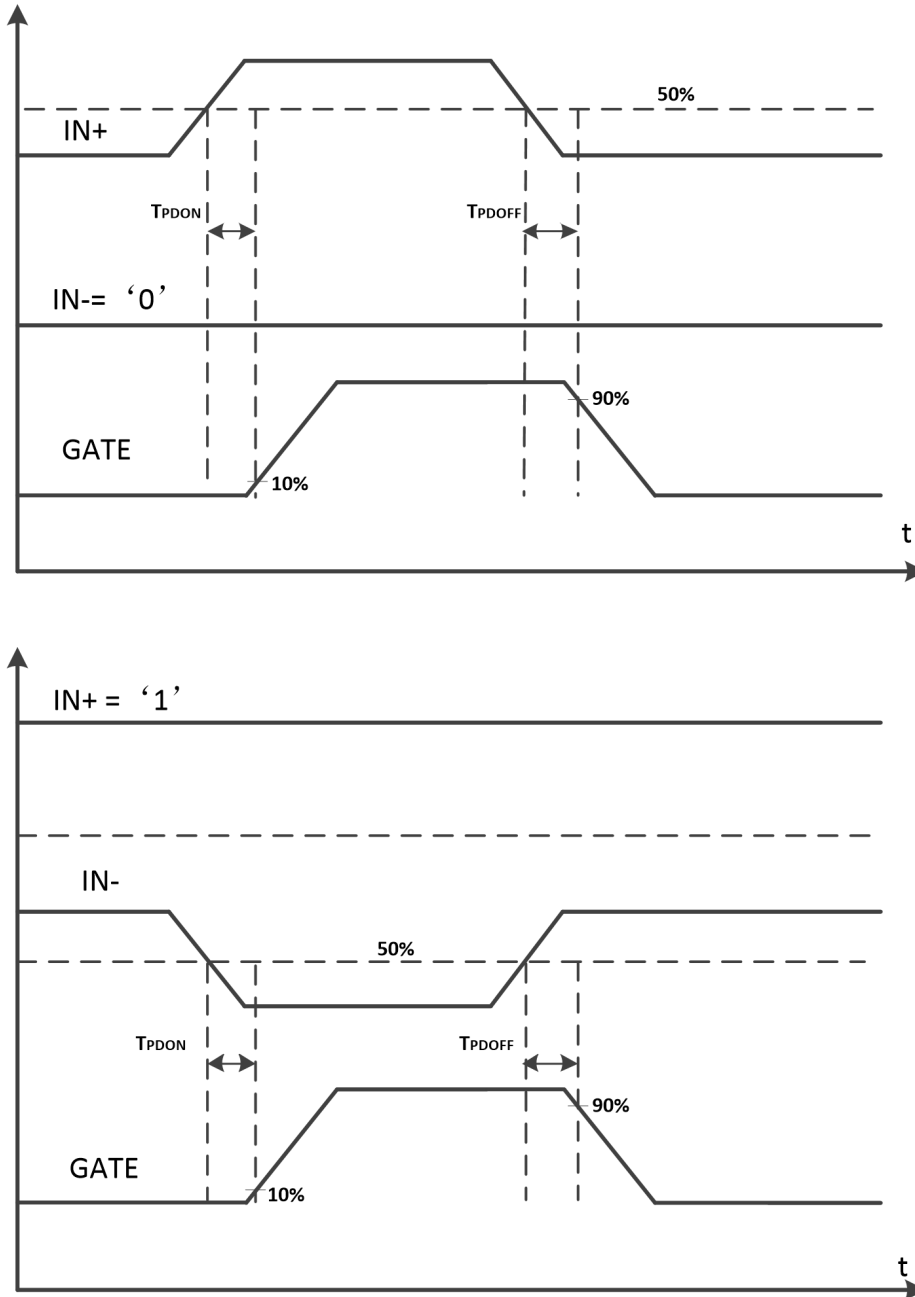 50%
IN+
TPDON
TPDOFF
IN-= ‘0’
90%
GATE
10%
t
IN+ = ‘1’
IN-
50%
TPDON
TPDOFF
90%
GATE
10%
t